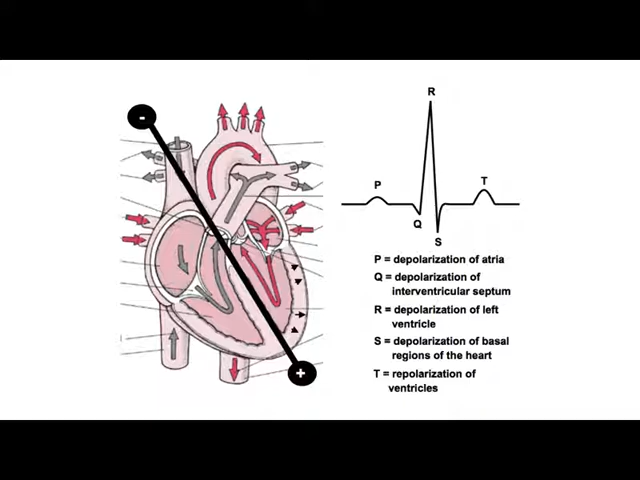 -
+
R
P
T
Q
S
P = depolarization of atria
Q = depolarization of
interventricular septum
R = depolarization of left
ventricle
S = depolarization of basal
regions of the heart
T = repolarization of
ventricles